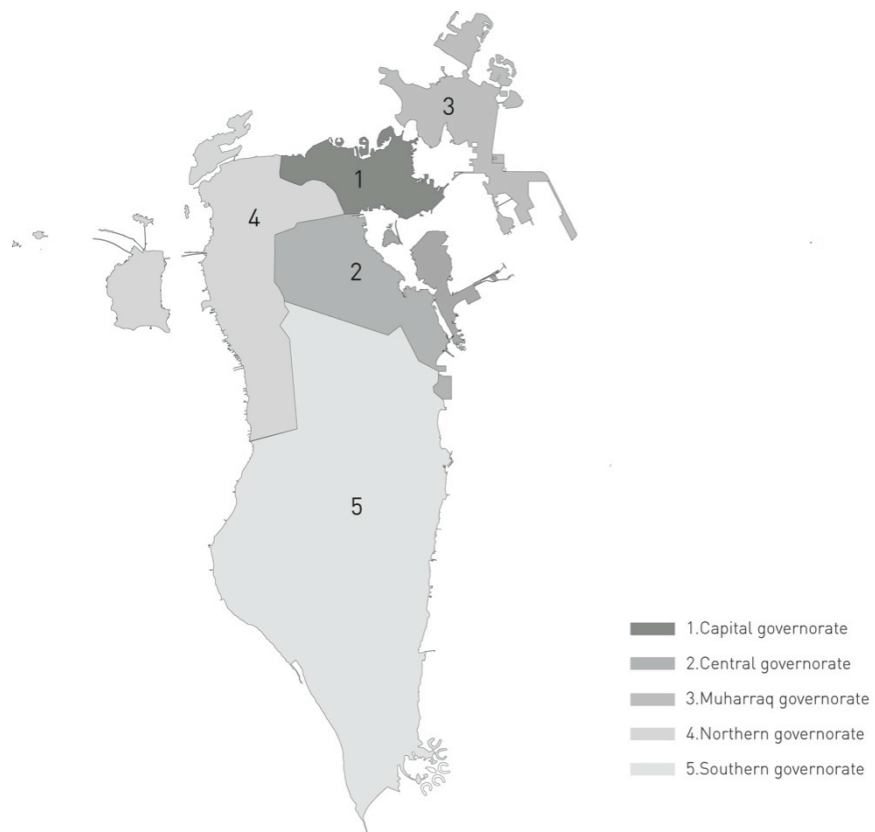 3
1
4
2
5
1.Capital governorate
2.Central governorate
3.Muharraq governorate
4.Northern governorate
5.Southern governorate